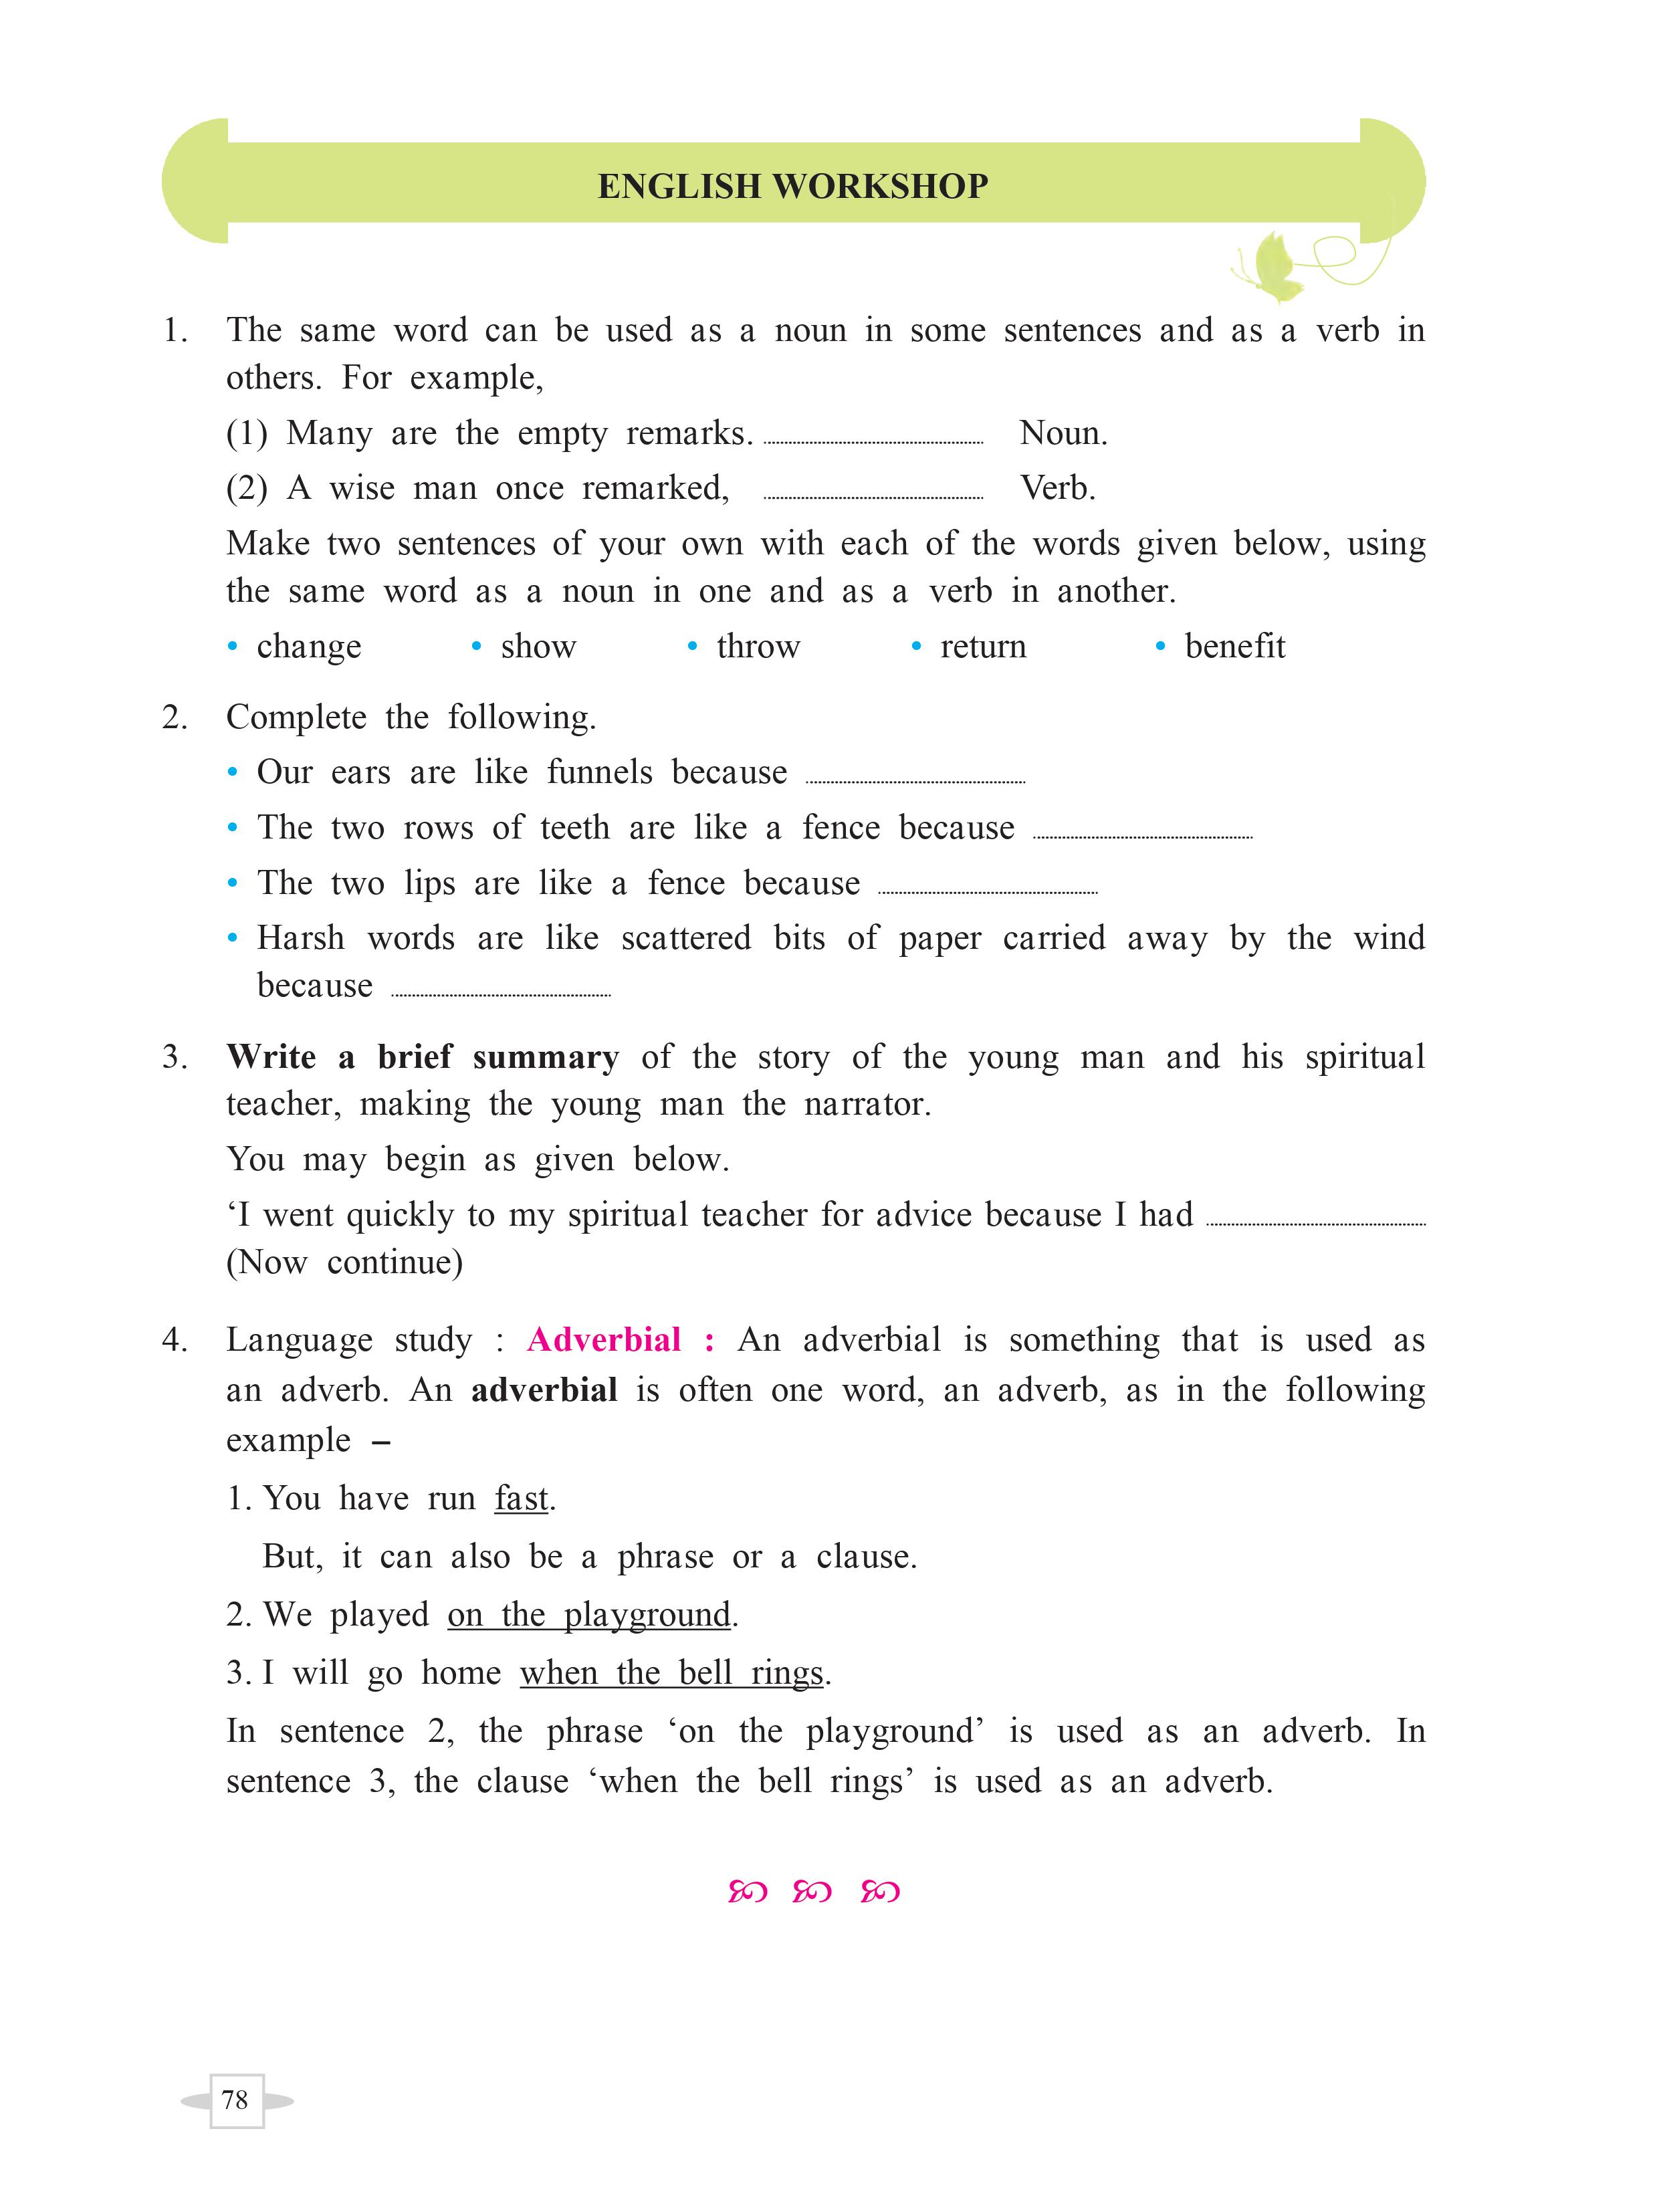 ENGLISH WORKSHOP
1. The same word can be used as a noun in some sentences and as a verb in
others. For example,
(1) Many are the empty remarks. .......................... Noun.
(2) A wise man once remarked, .......................... Verb.
Make two sentences of your own with each of the words given below, using
the same word as a noun in one and as a verb in another.
• change • show • throw • return • benefit
2. Complete the following.
• Our ears are like funnels because ..........................
• The two rows of teeth are like a fence because ..........................
• The two lips are like a fence because ..........................
• Harsh words are like scattered bits of paper carried away by the wind
because ..........................
3. Write a brief summary of the story of the young man and his spiritual
teacher, making the young man the narrator.
You may begin as given below.
‘I went quickly to my spiritual teacher for advice because I had ..........................
(Now continue)
4. Language study : Adverbial : An adverbial is something that is used as
an adverb. An adverbial is often one word, an adverb, as in the following
example –
1. You have run fast.
But, it can also be a phrase or a clause.
2. We played on the playground.
3. I will go home when the bell rings.
In sentence 2, the phrase ‘on the playground’ is used as an adverb. In
sentence 3, the clause ‘when the bell rings’ is used as an adverb.
78